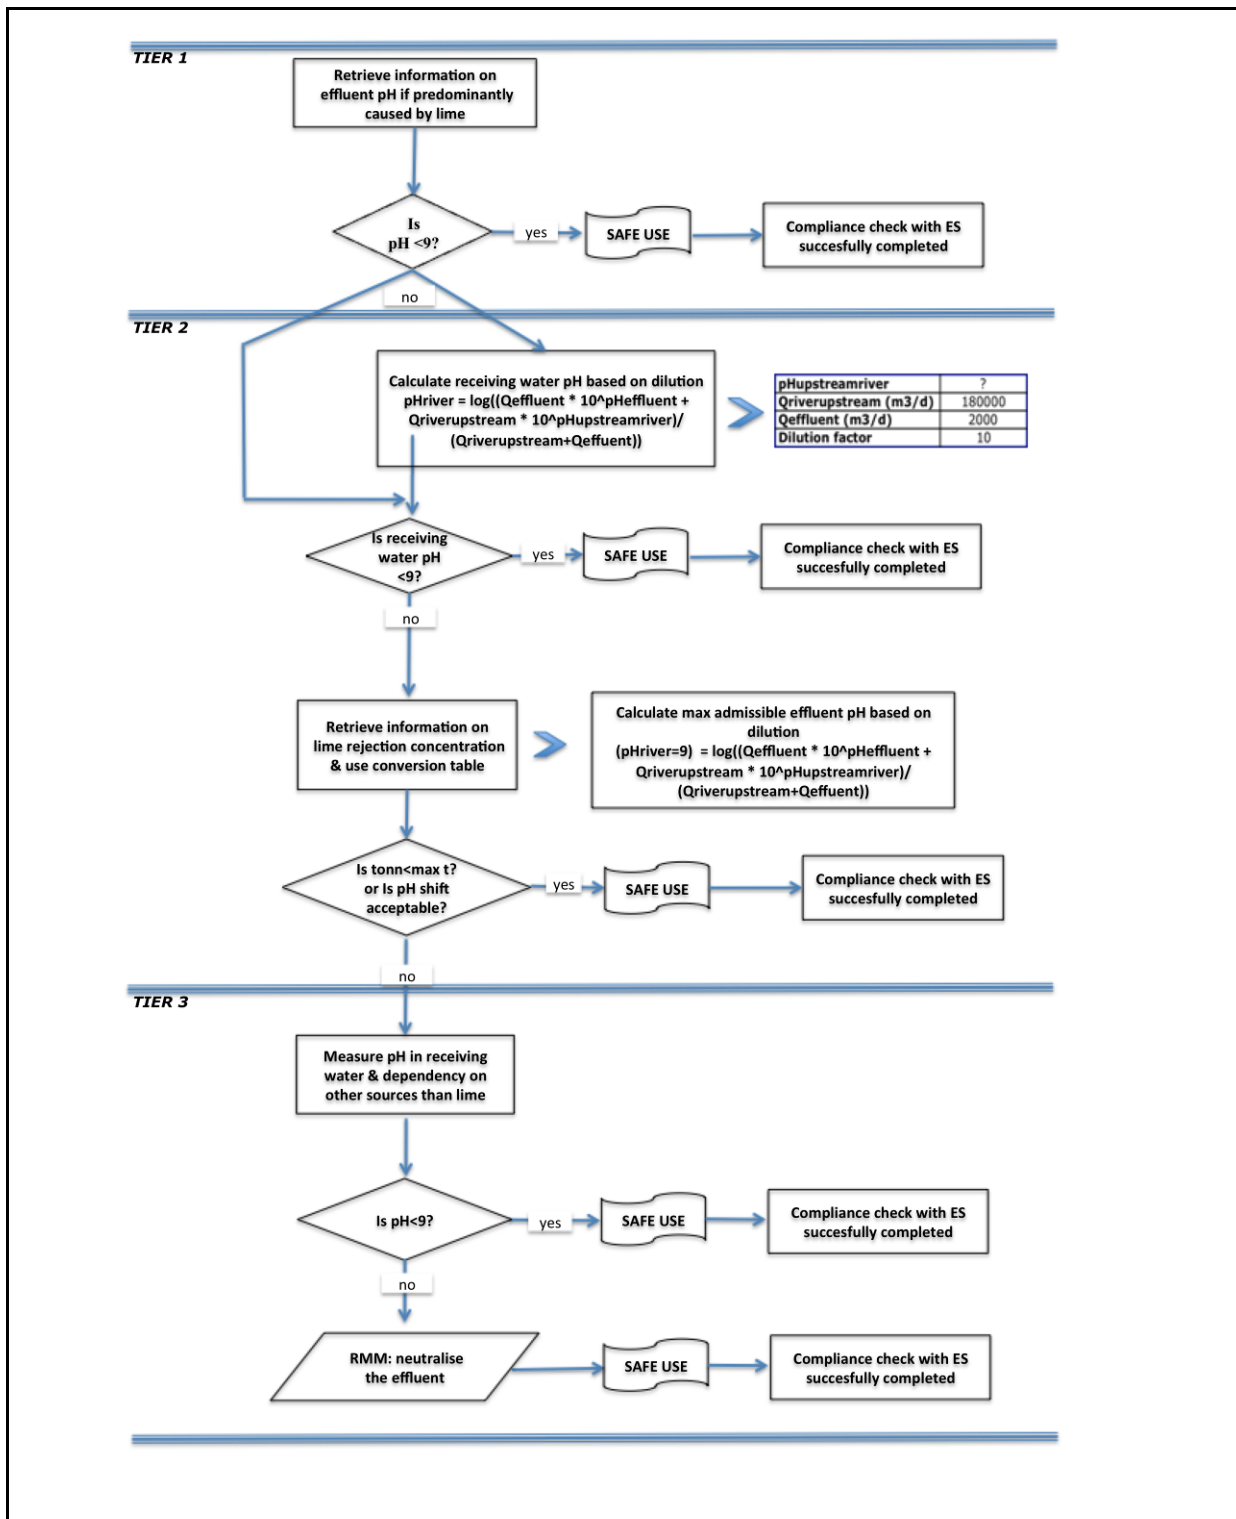 TIER 1
Retrieve information on
effluent pH if predominantly
caused by lime
Is
pH <9?
yes
SAFE USE
Compliance check with ES
succesfully completed
no
TIER 2
Calculate receiving water pH based on dilution
pHriver = log((Qeffluent * 10^pHeffluent +
Qriverupstream * 10^pHupstreamriver)/
(Qriverupstream+Qeffuent))
pHupstreamriver ?
Qriverupstream (m3/d) 180000
Qeffluent (m3/d) 2000
Dilution factor 10
Is receiving
water pH
<9?
yes
SAFE USE
Compliance check with ES
succesfully completed
no
Retrieve information on
lime rejection concentration
& use conversion table
Calculate max admissible effluent pH based on
dilution
(pHriver=9) = log((Qeffluent * 10^pHeffluent +
Qriverupstream * 10^pHupstreamriver)/
(Qriverupstream+Qeffuent))
Is tonn<max t?
or Is pH shift
acceptable?
yes
SAFE USE
Compliance check with ES
succesfully completed
no
TIER 3
Measure pH in receiving
water & dependency on
other sources than lime
Is pH<9?
yes
SAFE USE
Compliance check with ES
succesfully completed
no
RMM: neutralise
the effluent
SAFE USE
Compliance check with ES
succesfully completed